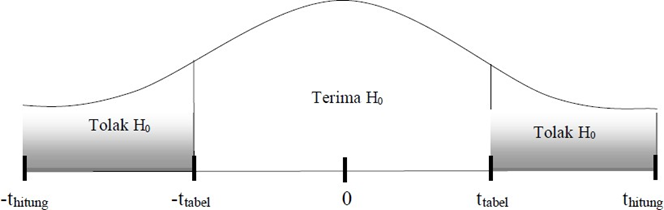 Terima H₀
Tolak H₀
Tolak H₀
-thitung
-ttabel
0
ttabel
thitung